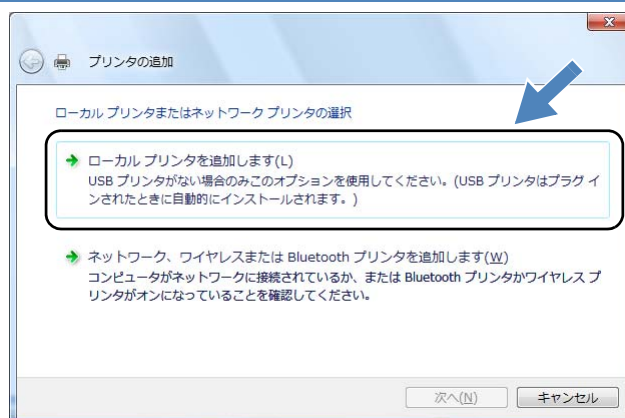 プリンタの追加
ローカル プリンタまたはネットワーク プリンタの選択
ローカル プリンタを追加します(L)
USB プリンタがない場合のみこのオプションを使用してください。(USB プリンタはプラグ イ
ンされたときに自動的にインストールされます。)
ネットワーク、ワイヤレスまたは Bluetooth プリンタを追加します(W)
コンピュータがネットワークに接続されているか、または Bluetooth プリンタかワイヤレス プ
リンタがオンになっていることを確認してください。
次へ(N) キャンセル